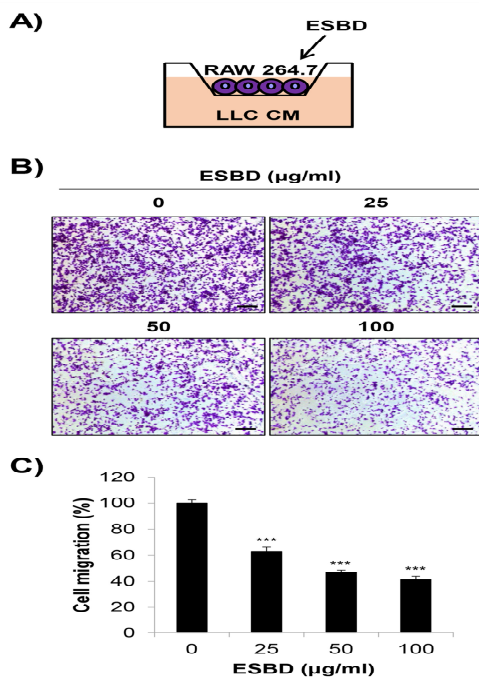 A)
ESBD
RAW 264.7
LLC CM
B)
ESBD (μg/ml)
0 25
50 100
C)
Cell migration (%)
120
100
80
60
40
20
0
***
***
***
0 25 50 100
ESBD (μg/ml)